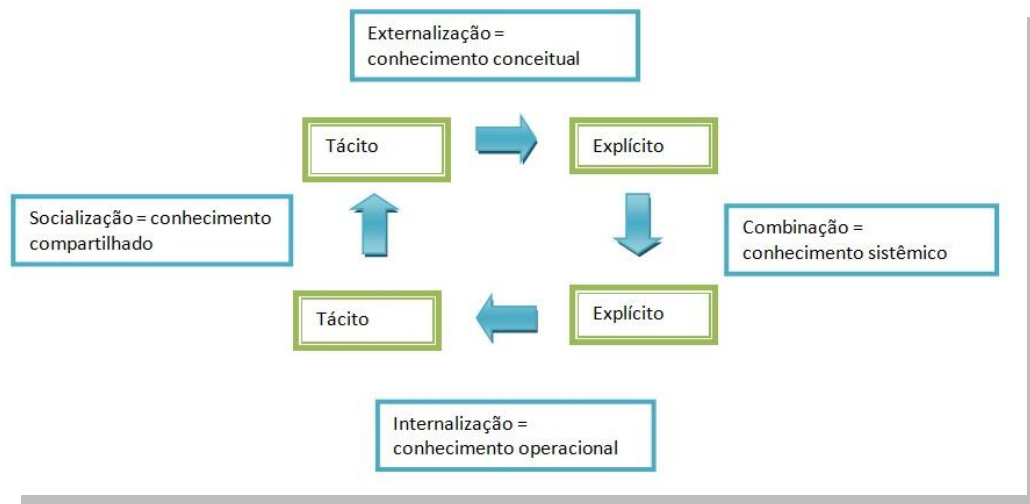 Externalização =
conhecimento conceitual
Tácito
Explícito
Socialização = conhecimento
compartilhado
Combinação =
conhecimento sistêmico
Tácito
Explícito
Internalização =
conhecimento operacional